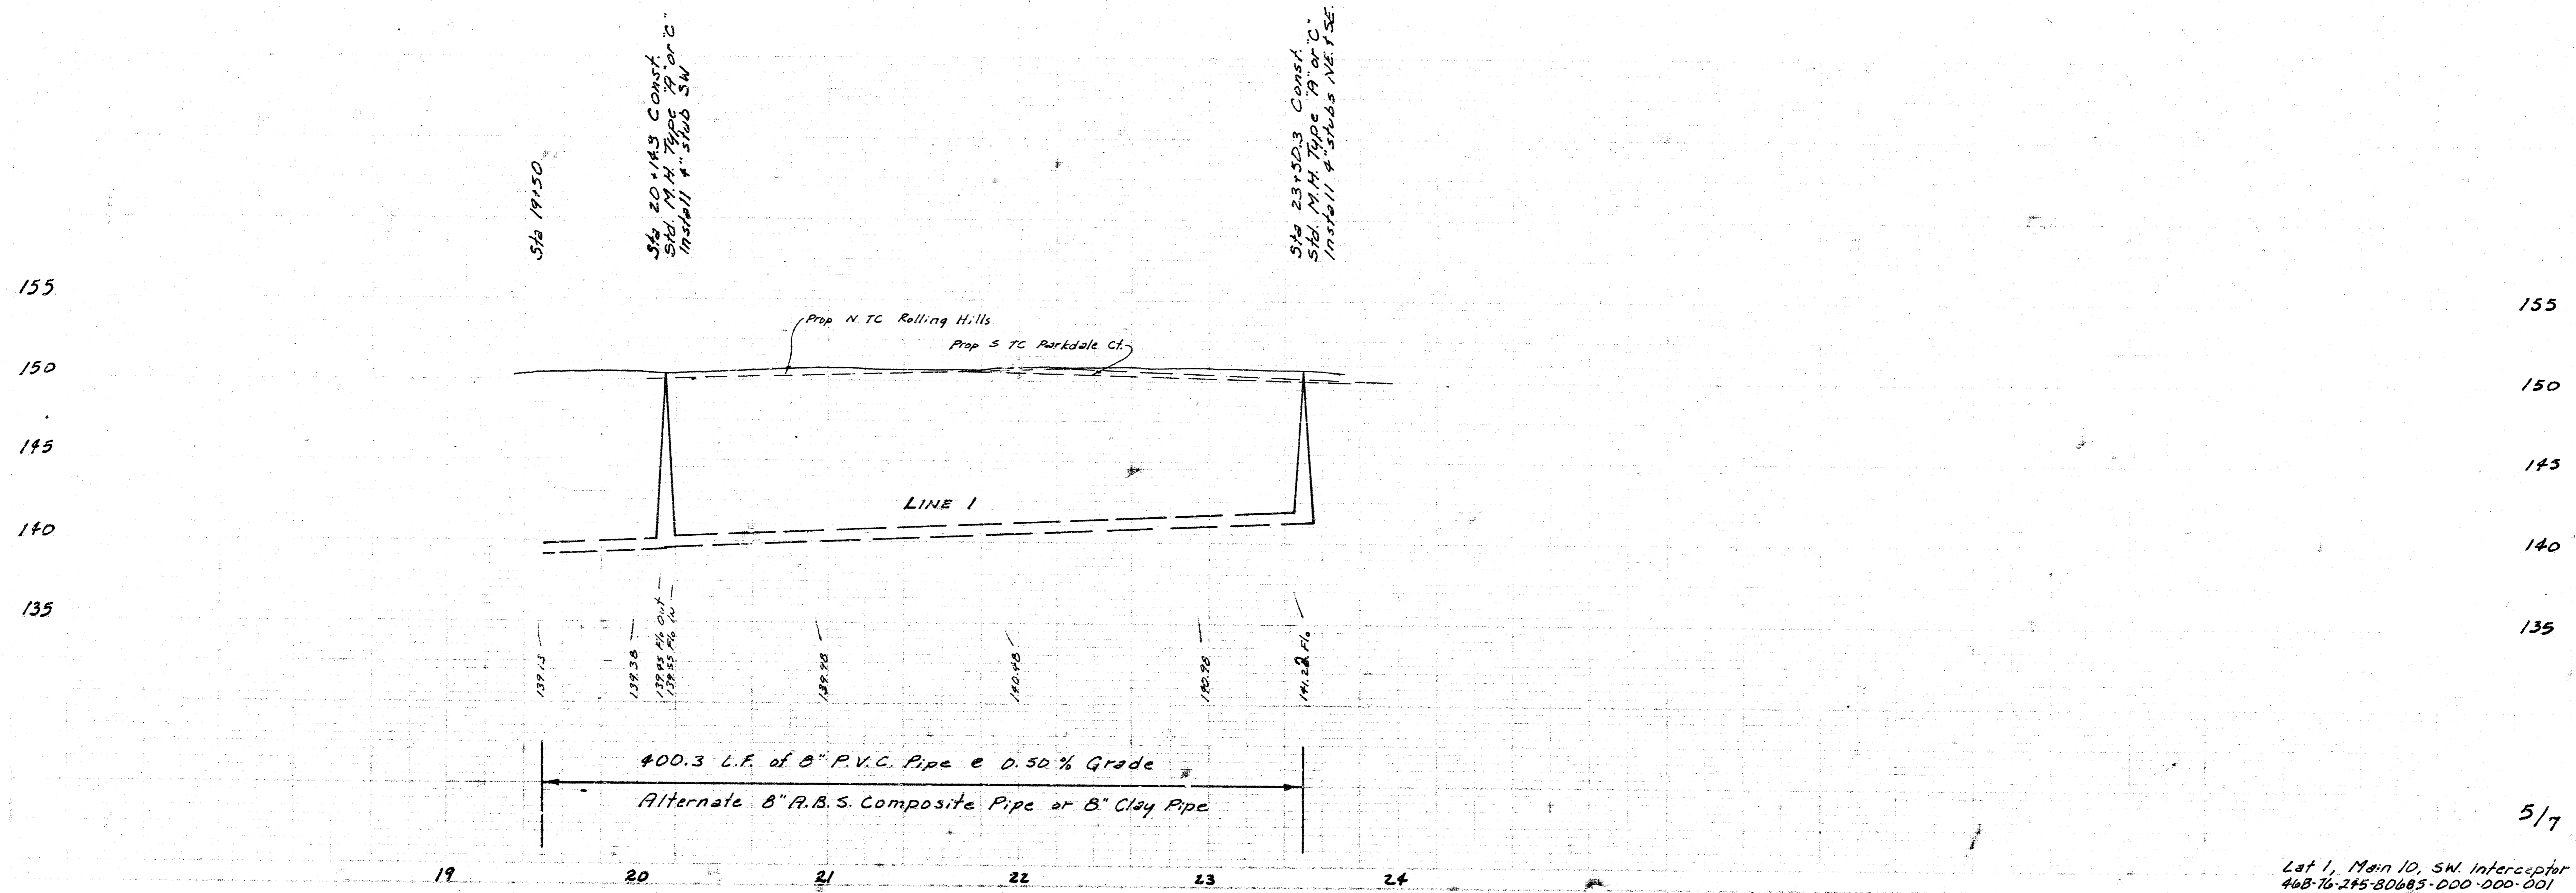 Sta 19+50
Sta 20+14.3 Const.
Std. M.H. Type "A" or "C"
Install 4" stub SW
Sta 23+50.3 Const.
Std. M.H. Type "A" or "C"
Install 4" stubs NE. & SE.
155
150
145
140
135
155
150
145
140
135
Prop N TC Rolling Hills
Prop S TC Parkdale Ct.
LINE 1
139.13
139.38
139.45 Flo Out
139.55 Flo In
139.98
140.48
140.98
141.22 Flo
400.3 L.F. of 8" P.V.C. Pipe @ 0.50% Grade
Alternate 8" A.B.S. Composite Pipe or 8" Clay Pipe
19 20 21 22 23 24
5/7
Lat 1, Main 10, SW. Interceptor
468-76-245-80685-000-000-001